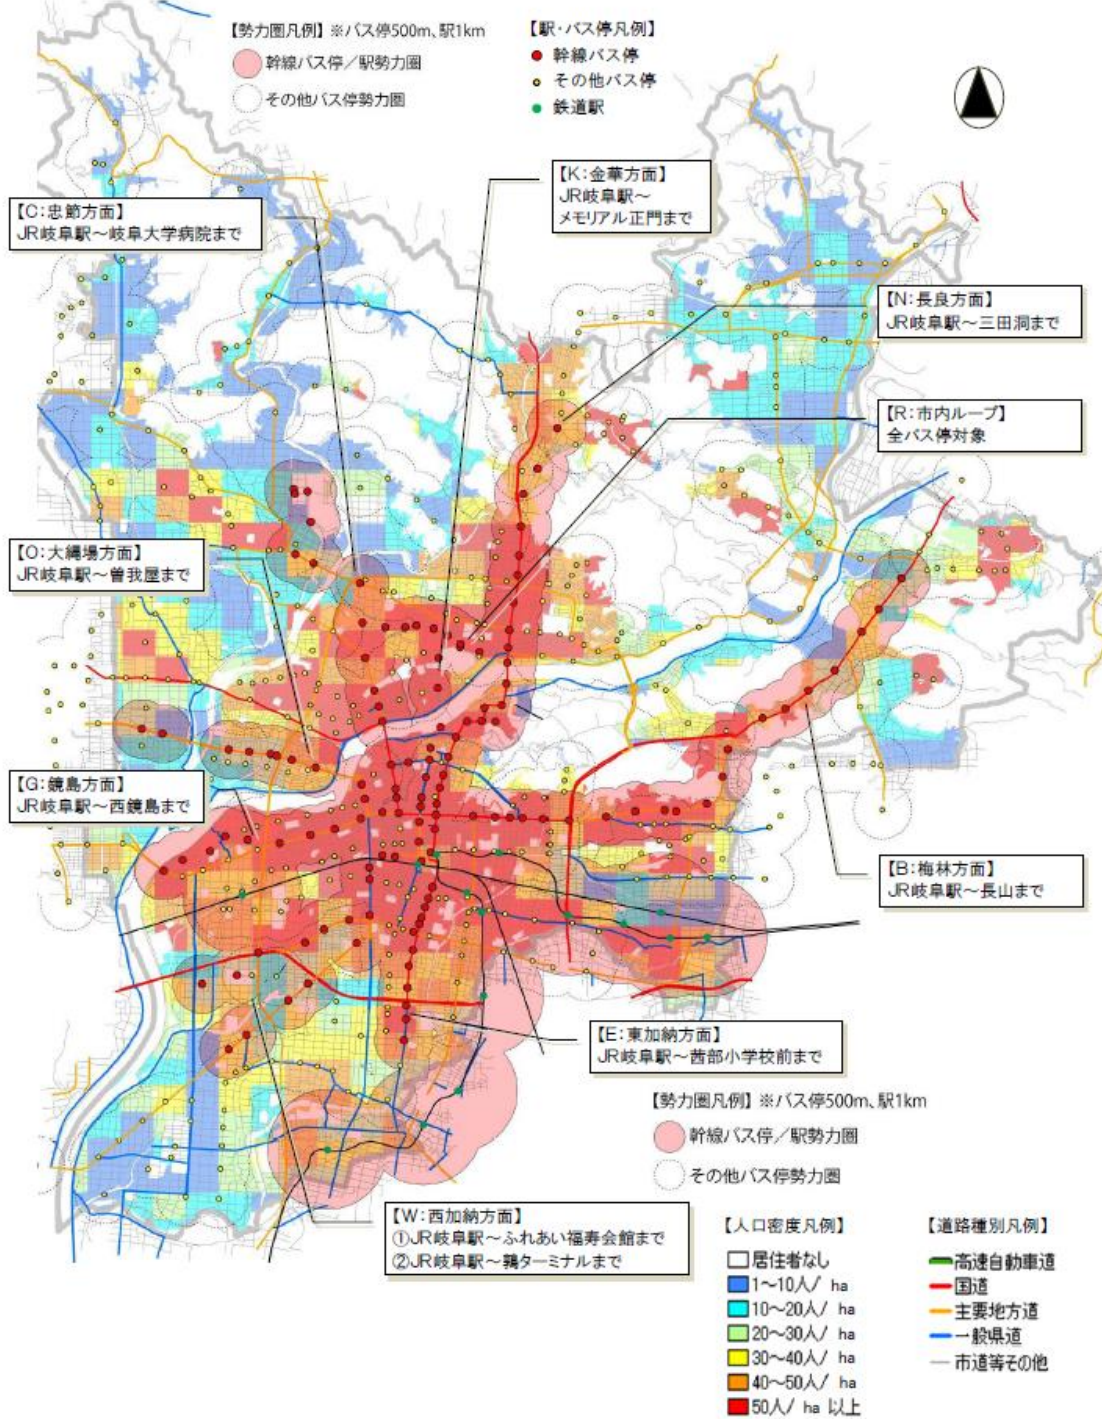 【勢力圏凡例】※バス停500m、駅1km
幹線バス停／駅勢力圏
その他バス停勢力圏
【駅・バス停凡例】
幹線バス停
その他バス停
鉄道駅
【K:金華方面】
JR岐阜駅～
メモリアル正門まで
【C:忠節方面】
JR岐阜駅～岐阜大学病院まで
【N:長良方面】
JR岐阜駅～三田洞まで
【R:市内ループ】
全バス停対象
【O:大縄場方面】
JR岐阜駅～曽我屋まで
【G:鏡島方面】
JR岐阜駅～西鏡島まで
【B:梅林方面】
JR岐阜駅～長山まで
【E:東加納方面】
JR岐阜駅～茜部小学校前まで
【勢力圏凡例】※バス停500m、駅1km
幹線バス停／駅勢力圏
その他バス停勢力圏
【W:西加納方面】
①JR岐阜駅～ふれあい福寿会館まで
②JR岐阜駅～鶉ターミナルまで
【人口密度凡例】
居住者なし
1～10人/ ha
10～20人/ ha
20～30人/ ha
30～40人/ ha
40～50人/ ha
50人/ ha 以上
【道路種別凡例】
高速自動車道
国道
主要地方道
一般県道
市道等その他